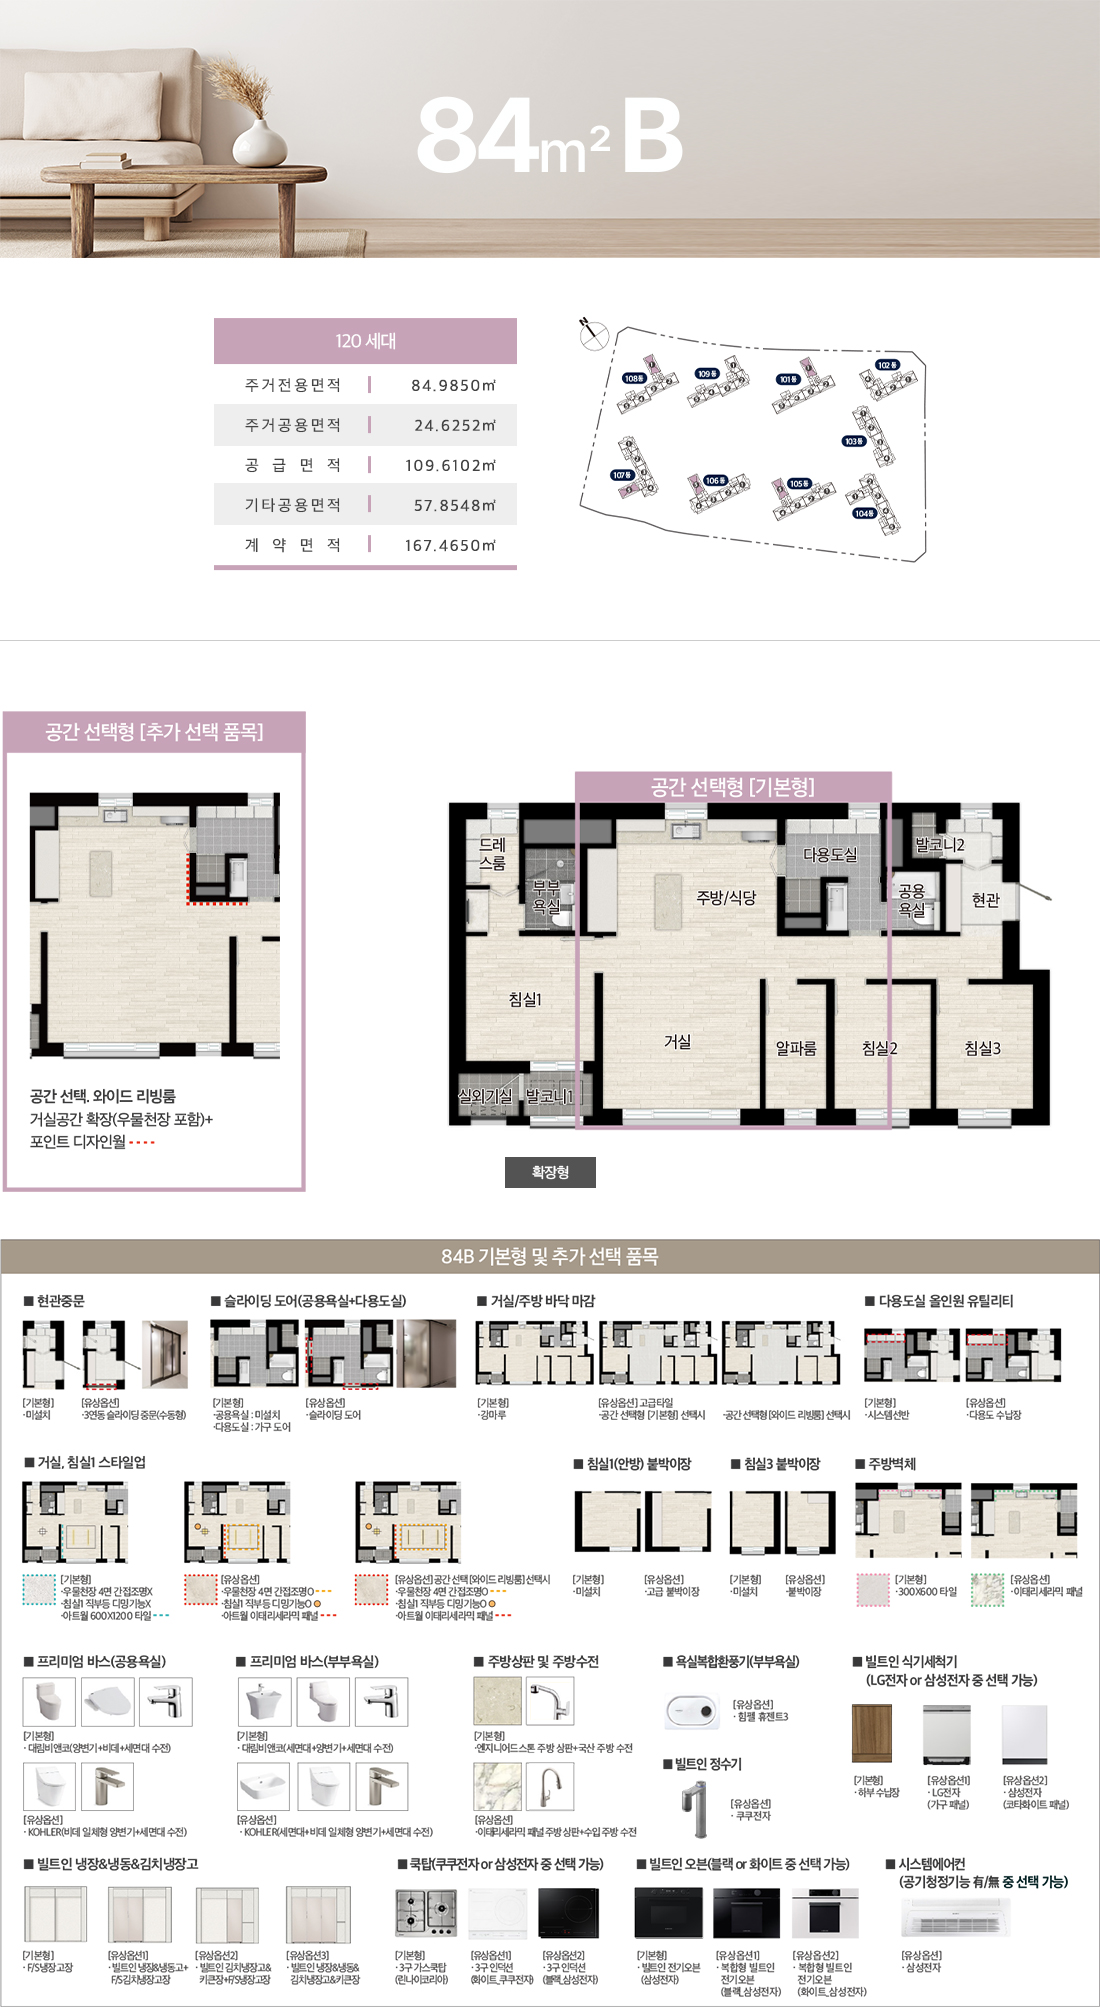 84m² B
120 세대
주거전용면적 84.9850㎡
주거공용면적 24.6252㎡
공 급 면 적 109.6102㎡
기타공용면적 57.8548㎡
계 약 면 적 167.4650㎡
N
108동
109동
101동
102동
103동
107동
106동
105동
104동
공간 선택형 [추가 선택 품목]
공간 선택. 와이드 리빙룸
거실공간 확장(우물천장 포함)+
포인트 디자인월
공간 선택형 [기본형]
드레
스룸
부부
욕실
주방/식당
다용도실
발코니2
공용
욕실
현관
침실1
거실
알파룸
침실2
침실3
실외기실
발코니1
확장형
84B 기본형 및 추가 선택 품목
■ 현관중문
[기본형]
·미설치
[유상옵션]
·3연동 슬라이딩 중문(수동형)
■ 슬라이딩 도어(공용욕실+다용도실)
[기본형]
·공용욕실 : 미설치
·다용도실 : 가구 도어
[유상옵션]
·슬라이딩 도어
■ 거실/주방 바닥 마감
[기본형]
·강마루
[유상옵션] 고급타일
·공간 선택형 [기본형] 선택시
·공간 선택형 [와이드 리빙룸] 선택시
■ 다용도실 올인원 유틸리티
[기본형]
·시스템선반
[유상옵션]
·다용도 수납장
■ 거실, 침실1 스타일업
[기본형]
·우물천장 4면 간접조명X
·침실1 직부등 디밍기능X
·아트월 600X1200 타일
[유상옵션]
·우물천장 4면 간접조명O
·침실1 직부등 디밍기능O
·아트월 이태리세라믹 패널
[유상옵션] 공간 선택 [와이드 리빙룸] 선택시
·우물천장 4면 간접조명O
·침실1 직부등 디밍기능O
·아트월 이태리세라믹 패널
■ 침실1(안방) 붙박이장
[기본형]
·미설치
[유상옵션]
·고급 붙박이장
■ 침실3 붙박이장
[기본형]
·미설치
[유상옵션]
·붙박이장
■ 주방벽체
[기본형]
·300X600 타일
[유상옵션]
·이태리세라믹 패널
■ 프리미엄 바스(공용욕실)
[기본형]
· 대림비앤코(양변기+비데+세면대 수전)
[유상옵션]
· KOHLER(비데 일체형 양변기+세면대 수전)
■ 프리미엄 바스(부부욕실)
[기본형]
· 대림비앤코(세면대+양변기+세면대 수전)
[유상옵션]
· KOHLER(세면대+비데 일체형 양변기+세면대 수전)
■ 주방상판 및 주방수전
[기본형]
·엔지니어드스톤 주방 상판+국산 주방 수전
[유상옵션]
·이태리세라믹 패널 주방 상판+수입 주방 수전
■ 욕실복합환풍기(부부욕실)
[유상옵션]
· 힘펠 휴젠트3
■ 빌트인 정수기
[유상옵션]
· 쿠쿠전자
■ 빌트인 식기세척기
(LG전자 or 삼성전자 중 선택 가능)
[기본형]
· 하부 수납장
[유상옵션1]
· LG전자
(가구 패널)
[유상옵션2]
· 삼성전자
(코타화이트 패널)
■ 빌트인 냉장&냉동&김치냉장고
[기본형]
· F/S냉장고장
[유상옵션1]
· 빌트인 냉장&냉동고+
F/S김치냉장고장
[유상옵션2]
· 빌트인 김치냉장고&
키큰장+F/S냉장고장
[유상옵션3]
· 빌트인 냉장&냉동&
김치냉장고&키큰장
■ 쿡탑(쿠쿠전자 or 삼성전자 중 선택 가능)
[기본형]
· 3구 가스쿡탑
(린나이코리아)
[유상옵션1]
· 3구 인덕션
(화이트_쿠쿠전자)
[유상옵션2]
· 3구 인덕션
(블랙_삼성전자)
■ 빌트인 오븐(블랙 or 화이트 중 선택 가능)
[기본형]
· 빌트인 전기오븐
(삼성전자)
[유상옵션1]
· 복합형 빌트인
전기오븐
(블랙_삼성전자)
[유상옵션2]
· 복합형 빌트인
전기오븐
(화이트_삼성전자)
■ 시스템에어컨
(공기청정기능 有/無 중 선택 가능)
[유상옵션]
· 삼성전자